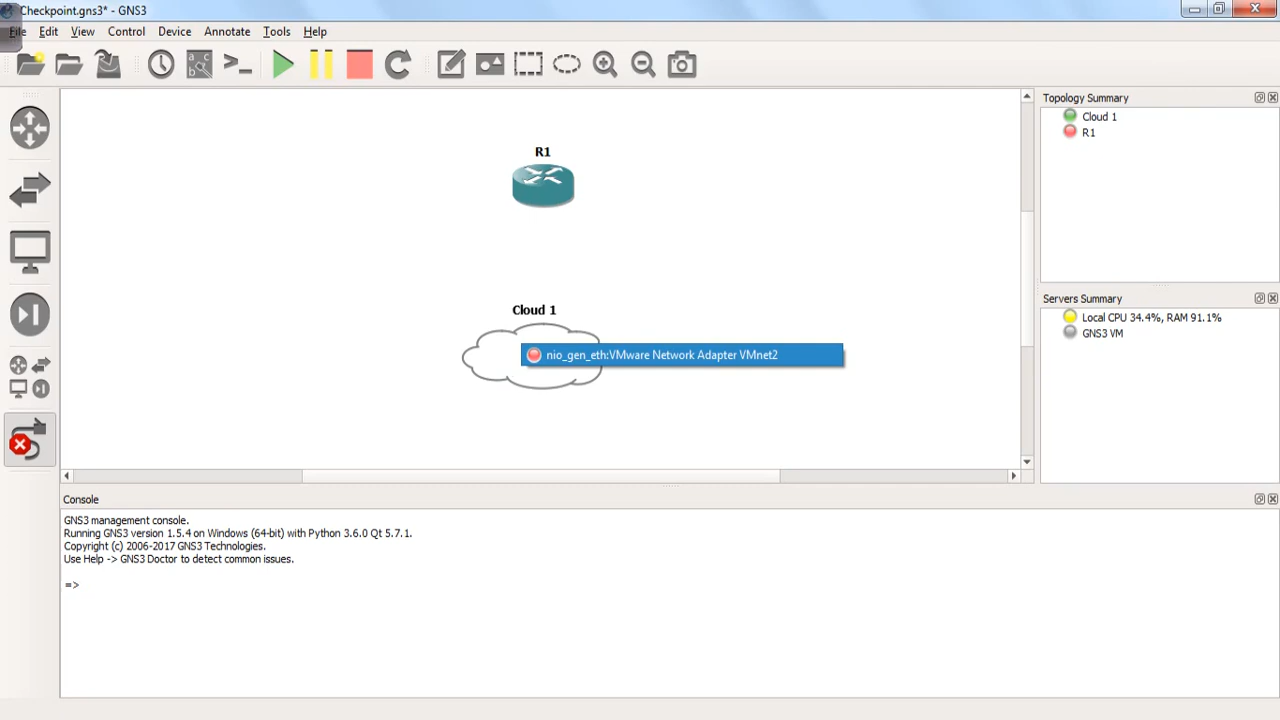 Checkpoint.gns3* - GNS3
File Edit View Control Device Annotate Tools Help
Topology Summary
Cloud 1
R1
R1
Cloud 1
nio_gen_eth:VMware Network Adapter VMnet2
Servers Summary
Local CPU 34.4%, RAM 91.1%
GNS3 VM
Console
GNS3 management console.
Running GNS3 version 1.5.4 on Windows (64-bit) with Python 3.6.0 Qt 5.7.1.
Copyright (c) 2006-2017 GNS3 Technologies.
Use Help -> GNS3 Doctor to detect common issues.
=>